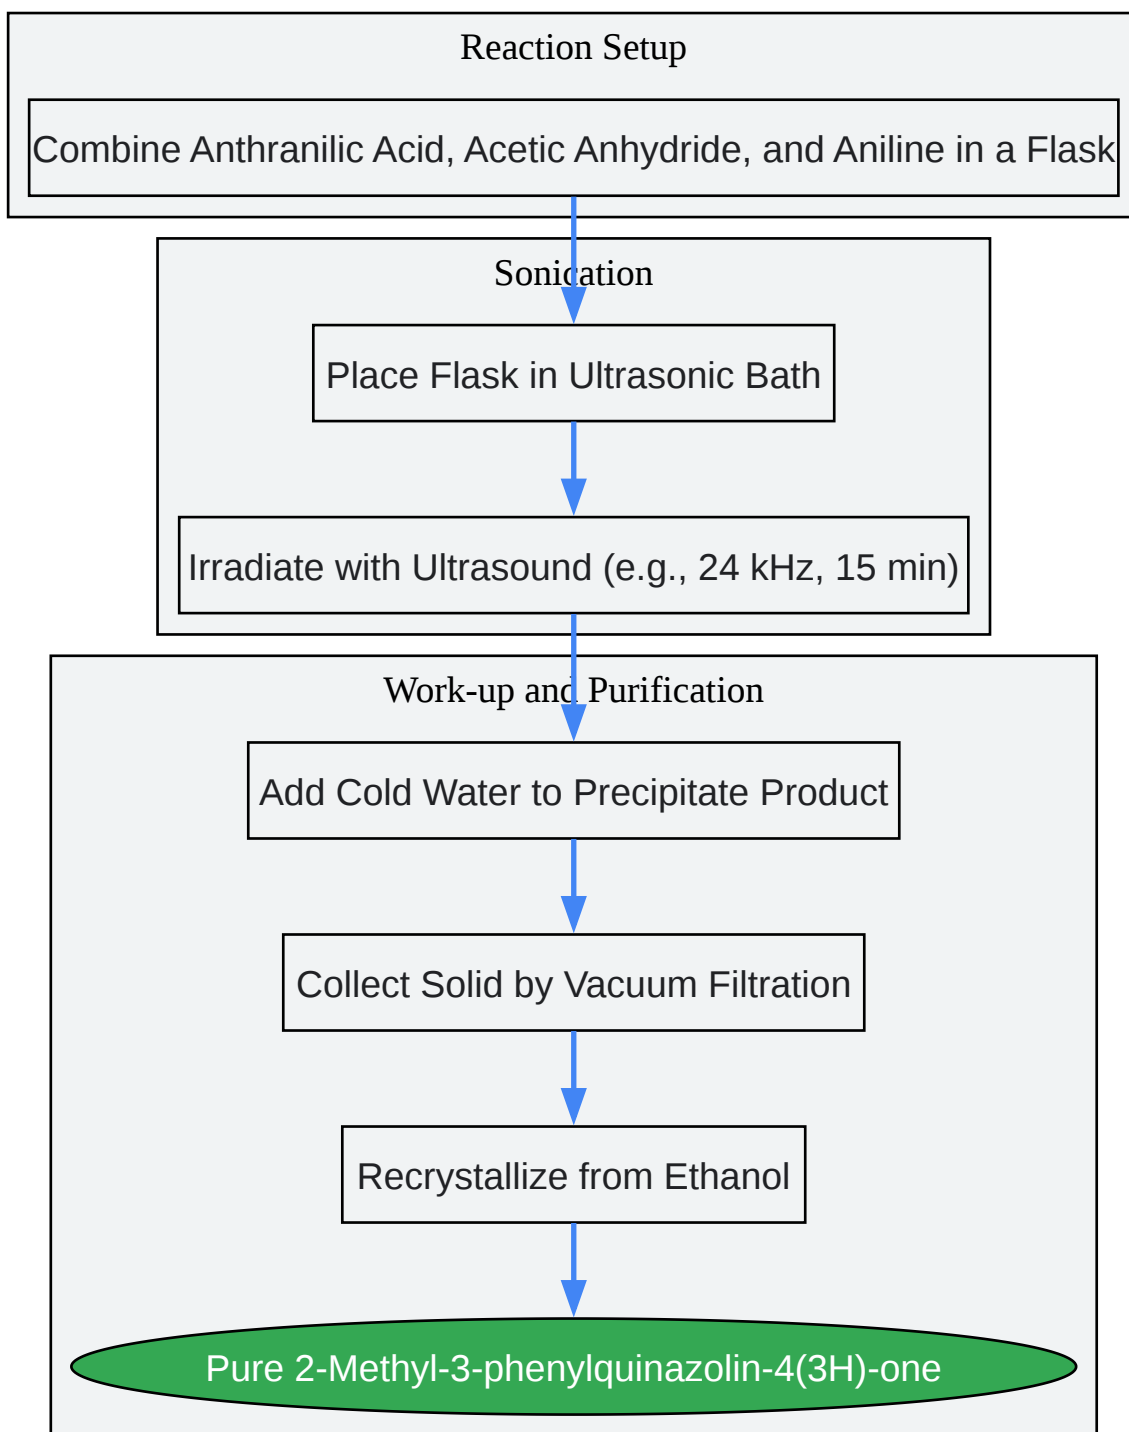 Reaction Setup
Combine Anthranilic Acid, Acetic Anhydride, and Aniline in a Flask
Sonication
Place Flask in Ultrasonic Bath
Irradiate with Ultrasound (e.g., 24 kHz, 15 min)
Work-up and Purification
Add Cold Water to Precipitate Product
Collect Solid by Vacuum Filtration
Recrystallize from Ethanol
Pure 2-Methyl-3-phenylquinazolin-4(3H)-one